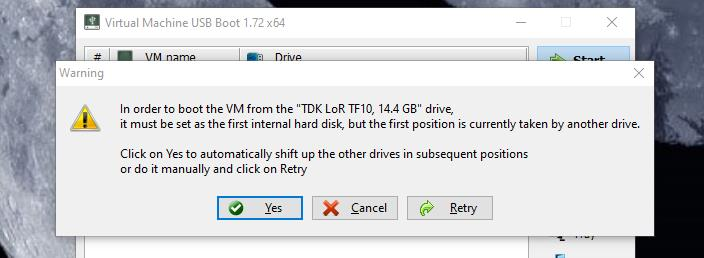 Virtual Machine USB Boot 1.72 x64
# VM name Drive Start
Warning
In order to boot the VM from the "TDK LoR TF10, 14.4 GB" drive,
it must be set as the first internal hard disk, but the first position is currently taken by another drive.
Click on Yes to automatically shift up the other drives in subsequent positions
or do it manually and click on Retry
Yes Cancel Retry